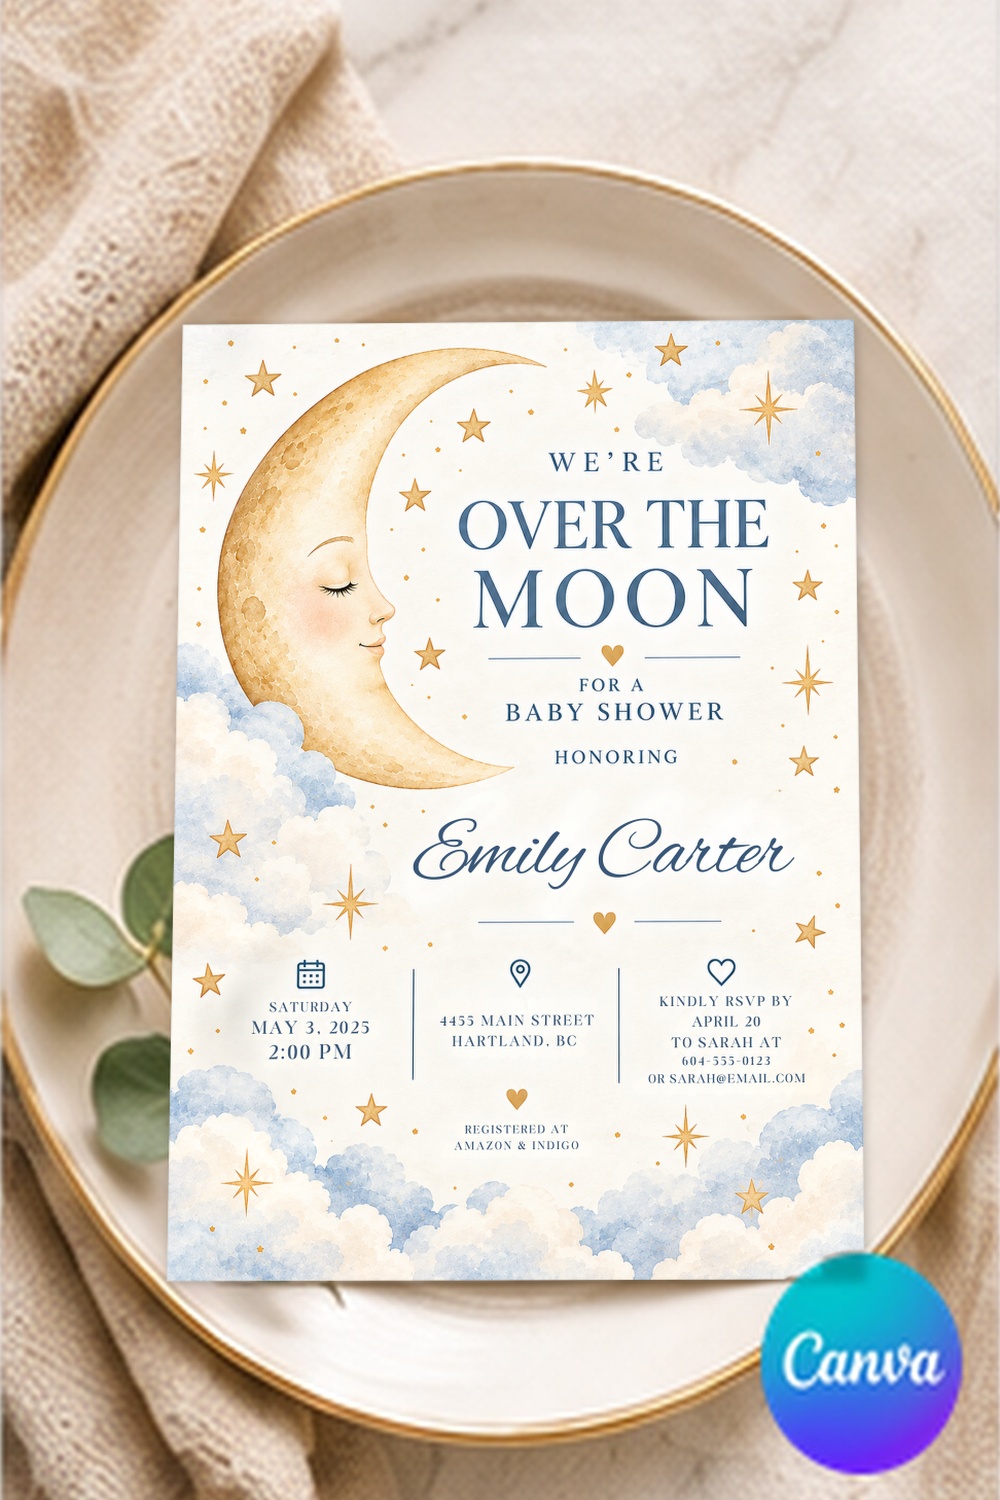 WE'RE
OVER THE
MOON
FOR A
BABY SHOWER
HONORING
Emily Carter
SATURDAY
MAY 3, 2025
2:00 PM
4455 MAIN STREET
HARTLAND, BC
KINDLY RSVP BY
APRIL 20
TO SARAH AT
604-555-0123
OR SARAH@EMAIL.COM
REGISTERED AT
AMAZON & INDIGO
Canva